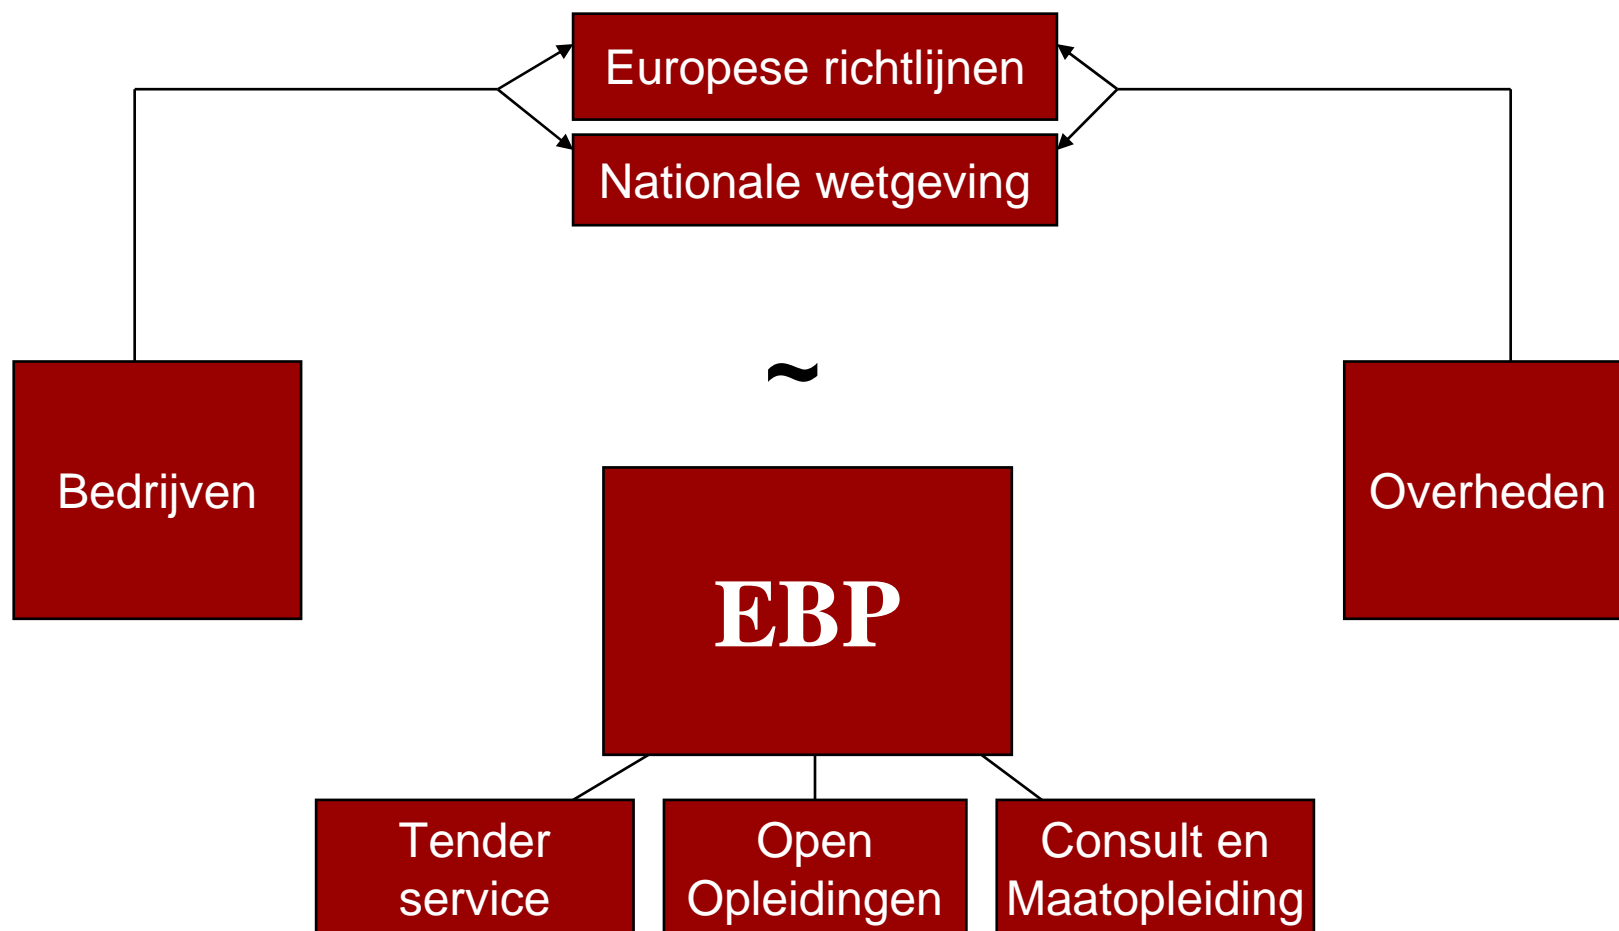 Europese richtlijnen
Nationale wetgeving
~
Bedrijven
Overheden
EBP
Tender
service
Open
Opleidingen
Consult en
Maatopleiding